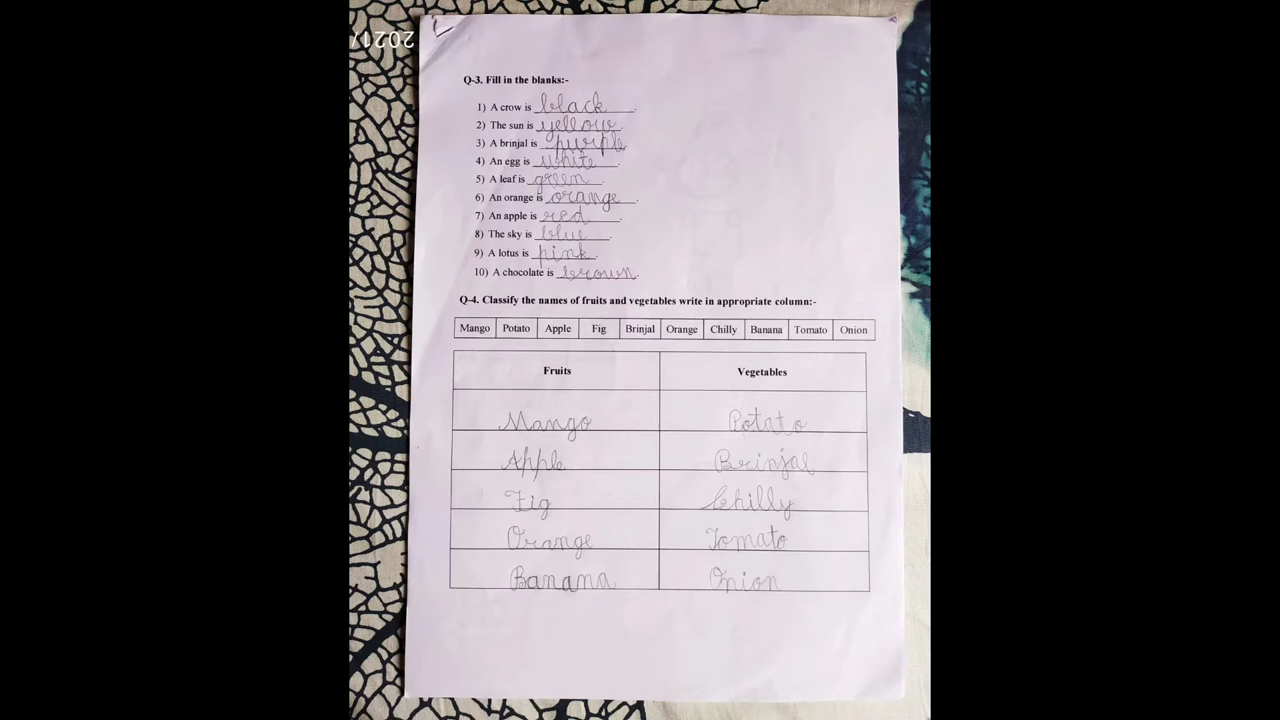 2021/
Q-3. Fill in the blanks:-
1) A crow is black.
2) The sun is yellow.
3) A brinjal is purple.
4) An egg is white.
5) A leaf is green.
6) An orange is orange.
7) An apple is red.
8) The sky is blue.
9) A lotus is pink.
10) A chocolate is brown.
Q-4. Classify the names of fruits and vegetables write in appropriate column:-
Mango Potato Apple Fig Brinjal Orange Chilly Banana Tomato Onion
Fruits Vegetables
Mango Potato
Apple Brinjal
Fig Chilly
Orange Tomato
Banana Onion